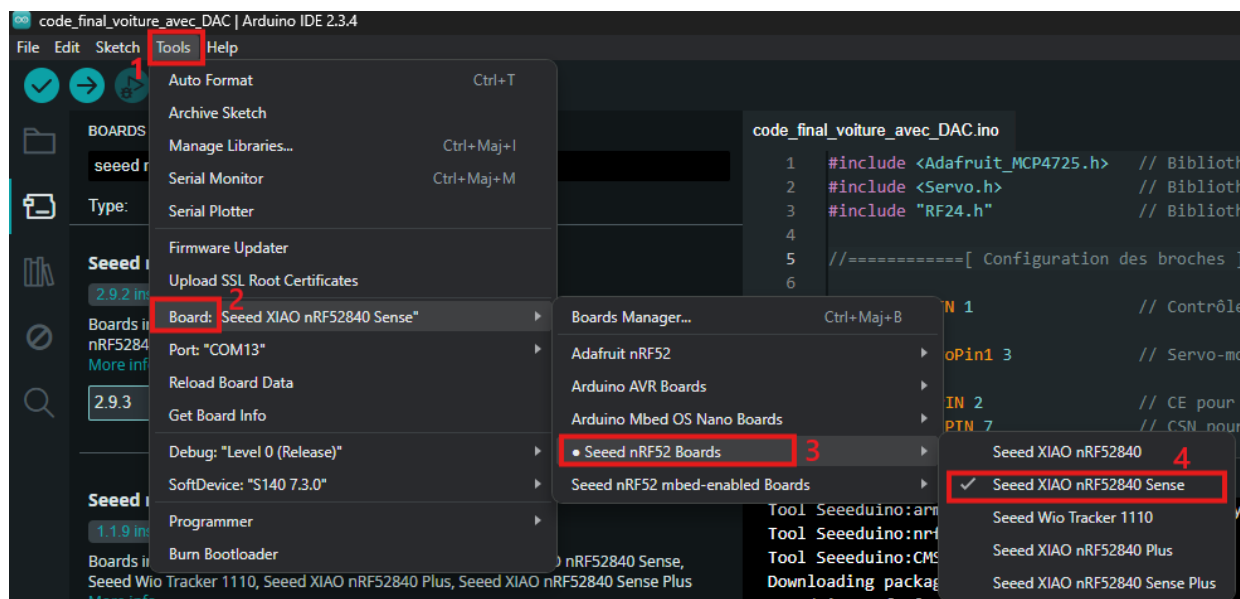 code_final_voiture_avec_DAC | Arduino IDE 2.3.4
File Edit Sketch Tools Help
1
Auto Format Ctrl+T
Archive Sketch
Manage Libraries... Ctrl+Maj+I
Serial Monitor Ctrl+Maj+M
Serial Plotter
Firmware Updater
Upload SSL Root Certificates
2
Board: "Seeed XIAO nRF52840 Sense"
Port: "COM13"
Reload Board Data
Get Board Info
Debug: "Level 0 (Release)"
SoftDevice: "S140 7.3.0"
Programmer
Burn Bootloader
BOARDS
seeed
Type:
Seeed
2.9.2
Boards
nRF5284
More
2.9.3
Seeed
1.1.9
Boards nRF52840 Sense,
Seeed Wio Tracker 1110, Seeed XIAO nRF52840 Plus, Seeed XIAO nRF52840 Sense Plus
Boards Manager... Ctrl+Maj+B
Adafruit nRF52
Arduino AVR Boards
Arduino Mbed OS Nano Boards
• Seeed nRF52 Boards 3
Seeed nRF52 mbed-enabled Boards
Seeed XIAO nRF52840
4
✓ Seeed XIAO nRF52840 Sense
Seeed Wio Tracker 1110
Seeed XIAO nRF52840 Plus
Seeed XIAO nRF52840 Sense Plus
code_final_voiture_avec_DAC.ino
1 #include <Adafruit_MCP4725.h> // Biblioth
2 #include <Servo.h> // Biblioth
3 #include "RF24.h" // Biblioth
4
5 //============[ Configuration des broches ]
6
N 1 // Contrôle
oPin1 3 // Servo-mo
IN 2 // CE pour
PIN 7 // CSN pour
Tool Seeeduino:arm
Tool Seeeduino:nrf
Tool Seeeduino:CMS
Downloading packag